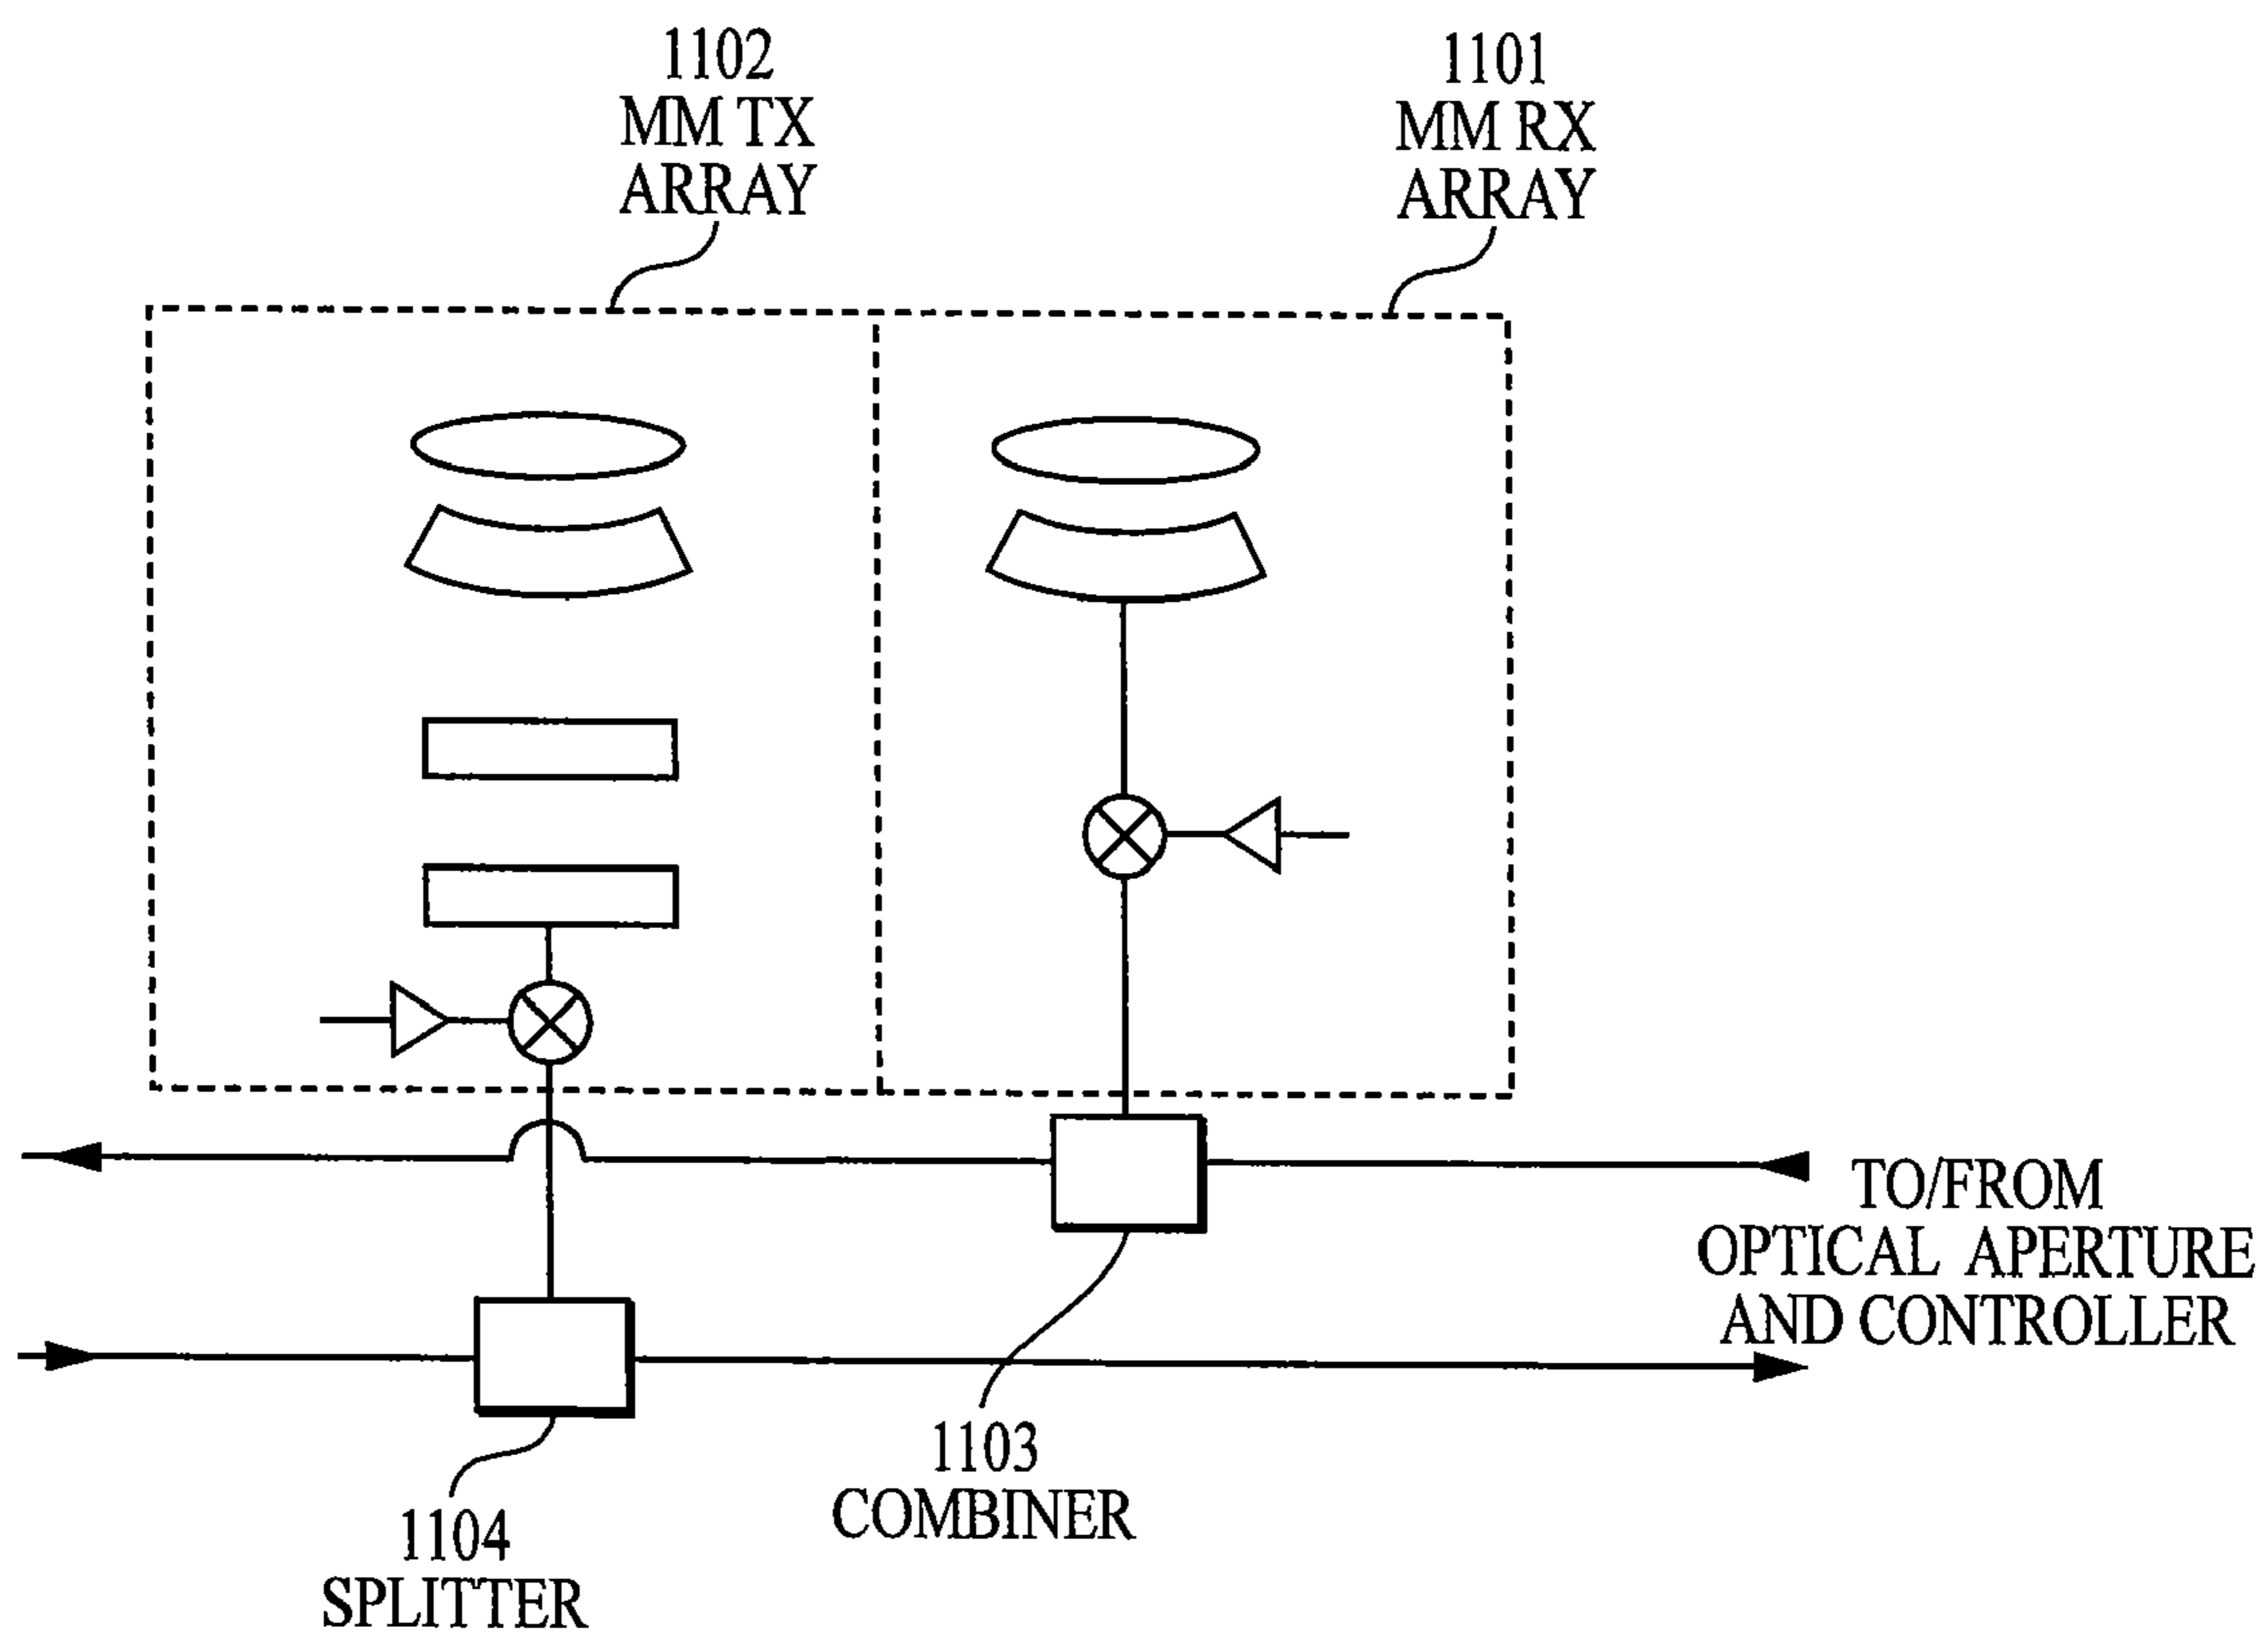 1102
MM TX
ARRAY
1101
MM RX
ARRAY
TO/FROM
OPTICAL APERTURE
AND CONTROLLER
1103
COMBINER
1104
SPLITTER